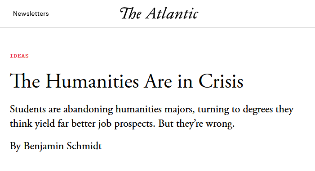 Newsletters
The Atlantic
IDEAS
The Humanities Are in Crisis
Students are abandoning humanities majors, turning to degrees they
think yield far better job prospects. But they're wrong.
By Benjamin Schmidt